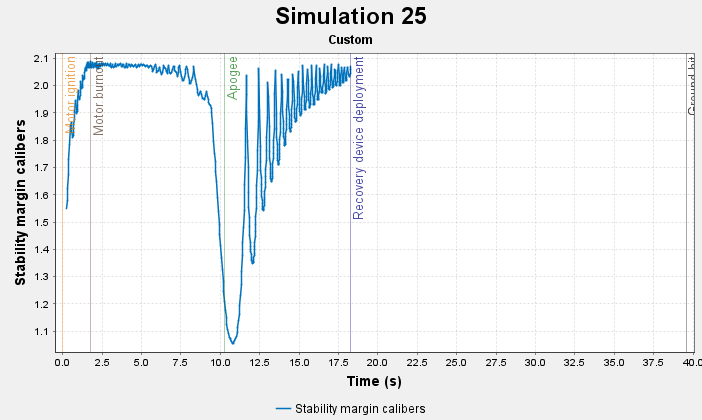 Simulation 25
Custom
Stability margin calibers
2.1
2.0
1.9
1.8
1.7
1.6
1.5
1.4
1.3
1.2
1.1
Motor ignition
Motor burnout
Apogee
Recovery device deployment
Ground hit
0.0 2.5 5.0 7.5 10.0 12.5 15.0 17.5 20.0 22.5 25.0 27.5 30.0 32.5 35.0 37.5 40.0
Time (s)
Stability margin calibers